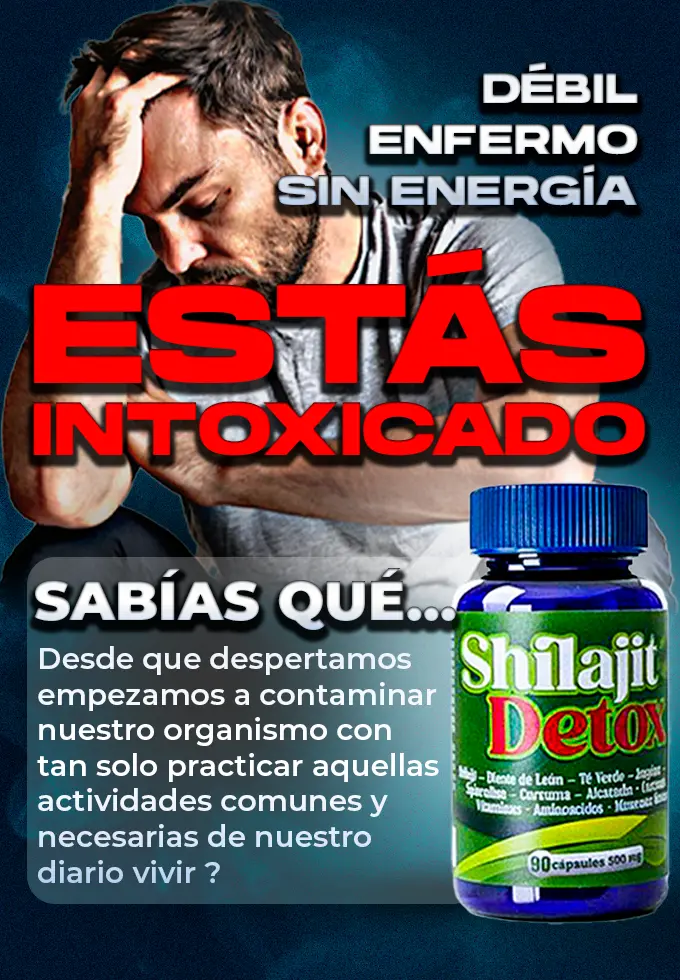 DÉBIL
ENFERMO
SIN ENERGÍA
ESTÁS
INTOXICADO
SABÍAS QUÉ...
Desde que despertamos
empezamos a contaminar
nuestro organismo con
tan solo practicar aquellas
actividades comunes y
necesarias de nuestro
diario vivir ?
Shilajit
Detox
– Diente de León – Té Verde –
– Curcuma – Alcatecha –
Vitaminas – Aminoacidos –
90 cápsules 500 mg